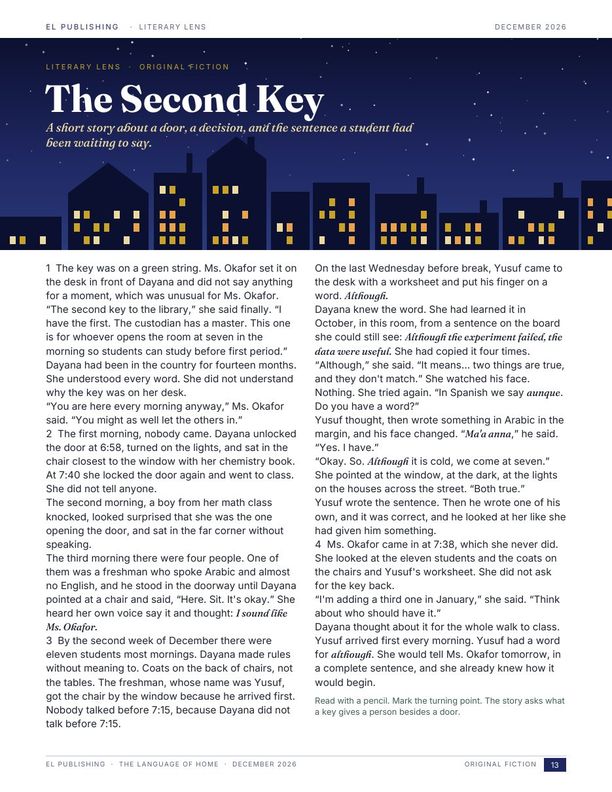 EL PUBLISHING · LITERARY LENS
DECEMBER 2026
LITERARY LENS · ORIGINAL FICTION
The Second Key
A short story about a door, a decision, and the sentence a student had
been waiting to say.
1 The key was on a green string. Ms. Okafor set it on
the desk in front of Dayana and did not say anything
for a moment, which was unusual for Ms. Okafor.
“The second key to the library,” she said finally. “I
have the first. The custodian has a master. This one
is for whoever opens the room at seven in the
morning so students can study before first period.”
Dayana had been in the country for fourteen months.
She understood every word. She did not understand
why the key was on her desk.
“You are here every morning anyway,” Ms. Okafor
said. “You might as well let the others in.”
2 The first morning, nobody came. Dayana unlocked
the door at 6:58, turned on the lights, and sat in the
chair closest to the window with her chemistry book.
At 7:40 she locked the door again and went to class.
She did not tell anyone.
The second morning, a boy from her math class
knocked, looked surprised that she was the one
opening the door, and sat in the far corner without
speaking.
The third morning there were four people. One of
them was a freshman who spoke Arabic and almost
no English, and he stood in the doorway until Dayana
pointed at a chair and said, “Here. Sit. It's okay.” She
heard her own voice say it and thought: I sound like
Ms. Okafor.
3 By the second week of December there were
eleven students most mornings. Dayana made rules
without meaning to. Coats on the back of chairs, not
the tables. The freshman, whose name was Yusuf,
got the chair by the window because he arrived first.
Nobody talked before 7:15, because Dayana did not
talk before 7:15.
On the last Wednesday before break, Yusuf came to
the desk with a worksheet and put his finger on a
word. Although.
Dayana knew the word. She had learned it in
October, in this room, from a sentence on the board
she could still see: Although the experiment failed, the
data were useful. She had copied it four times.
“Although,” she said. “It means... two things are true,
and they don't match.” She watched his face.
Nothing. She tried again. “In Spanish we say aunque.
Do you have a word?”
Yusuf thought, then wrote something in Arabic in the
margin, and his face changed. “Ma'a anna,” he said.
“Yes. I have.”
“Okay. So. Although it is cold, we come at seven.”
She pointed at the window, at the dark, at the lights
on the houses across the street. “Both true.”
Yusuf wrote the sentence. Then he wrote one of his
own, and it was correct, and he looked at her like she
had given him something.
4 Ms. Okafor came in at 7:38, which she never did.
She looked at the eleven students and the coats on
the chairs and Yusuf's worksheet. She did not ask
for the key back.
“I'm adding a third one in January,” she said. “Think
about who should have it.”
Dayana thought about it for the whole walk to class.
Yusuf arrived first every morning. Yusuf had a word
for although. She would tell Ms. Okafor tomorrow, in
a complete sentence, and she already knew how it
would begin.
Read with a pencil. Mark the turning point. The story asks what
a key gives a person besides a door.
EL PUBLISHING · THE LANGUAGE OF HOME · DECEMBER 2026
ORIGINAL FICTION 13